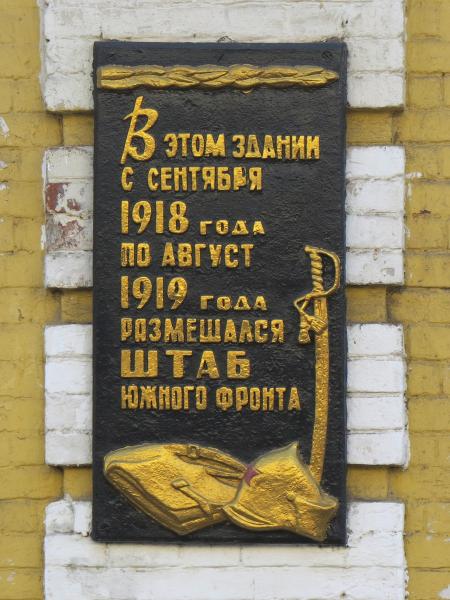 В ЭТОМ ЗДАНИИ
С СЕНТЯБРЯ
1918 ГОДА
ПО АВГУСТ
1919 ГОДА
РАЗМЕЩАЛСЯ
ШТАБ
ЮЖНОГО ФРОНТА